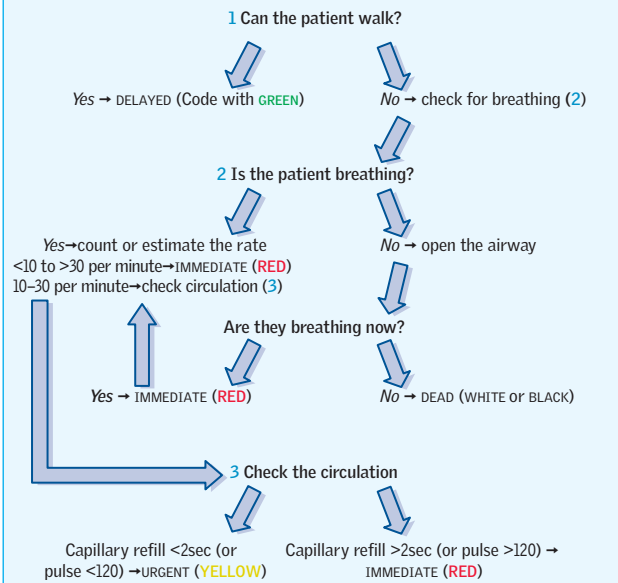 1 Can the patient walk?
Yes → DELAYED (Code with GREEN)
No → check for breathing (2)
2 Is the patient breathing?
Yes→count or estimate the rate
<10 to >30 per minute→IMMEDIATE (RED)
10–30 per minute→check circulation (3)
No → open the airway
Are they breathing now?
Yes → IMMEDIATE (RED)
No → DEAD (WHITE or BLACK)
3 Check the circulation
Capillary refill <2sec (or
pulse <120) →URGENT (YELLOW)
Capillary refill >2sec (or pulse >120) →
IMMEDIATE (RED)